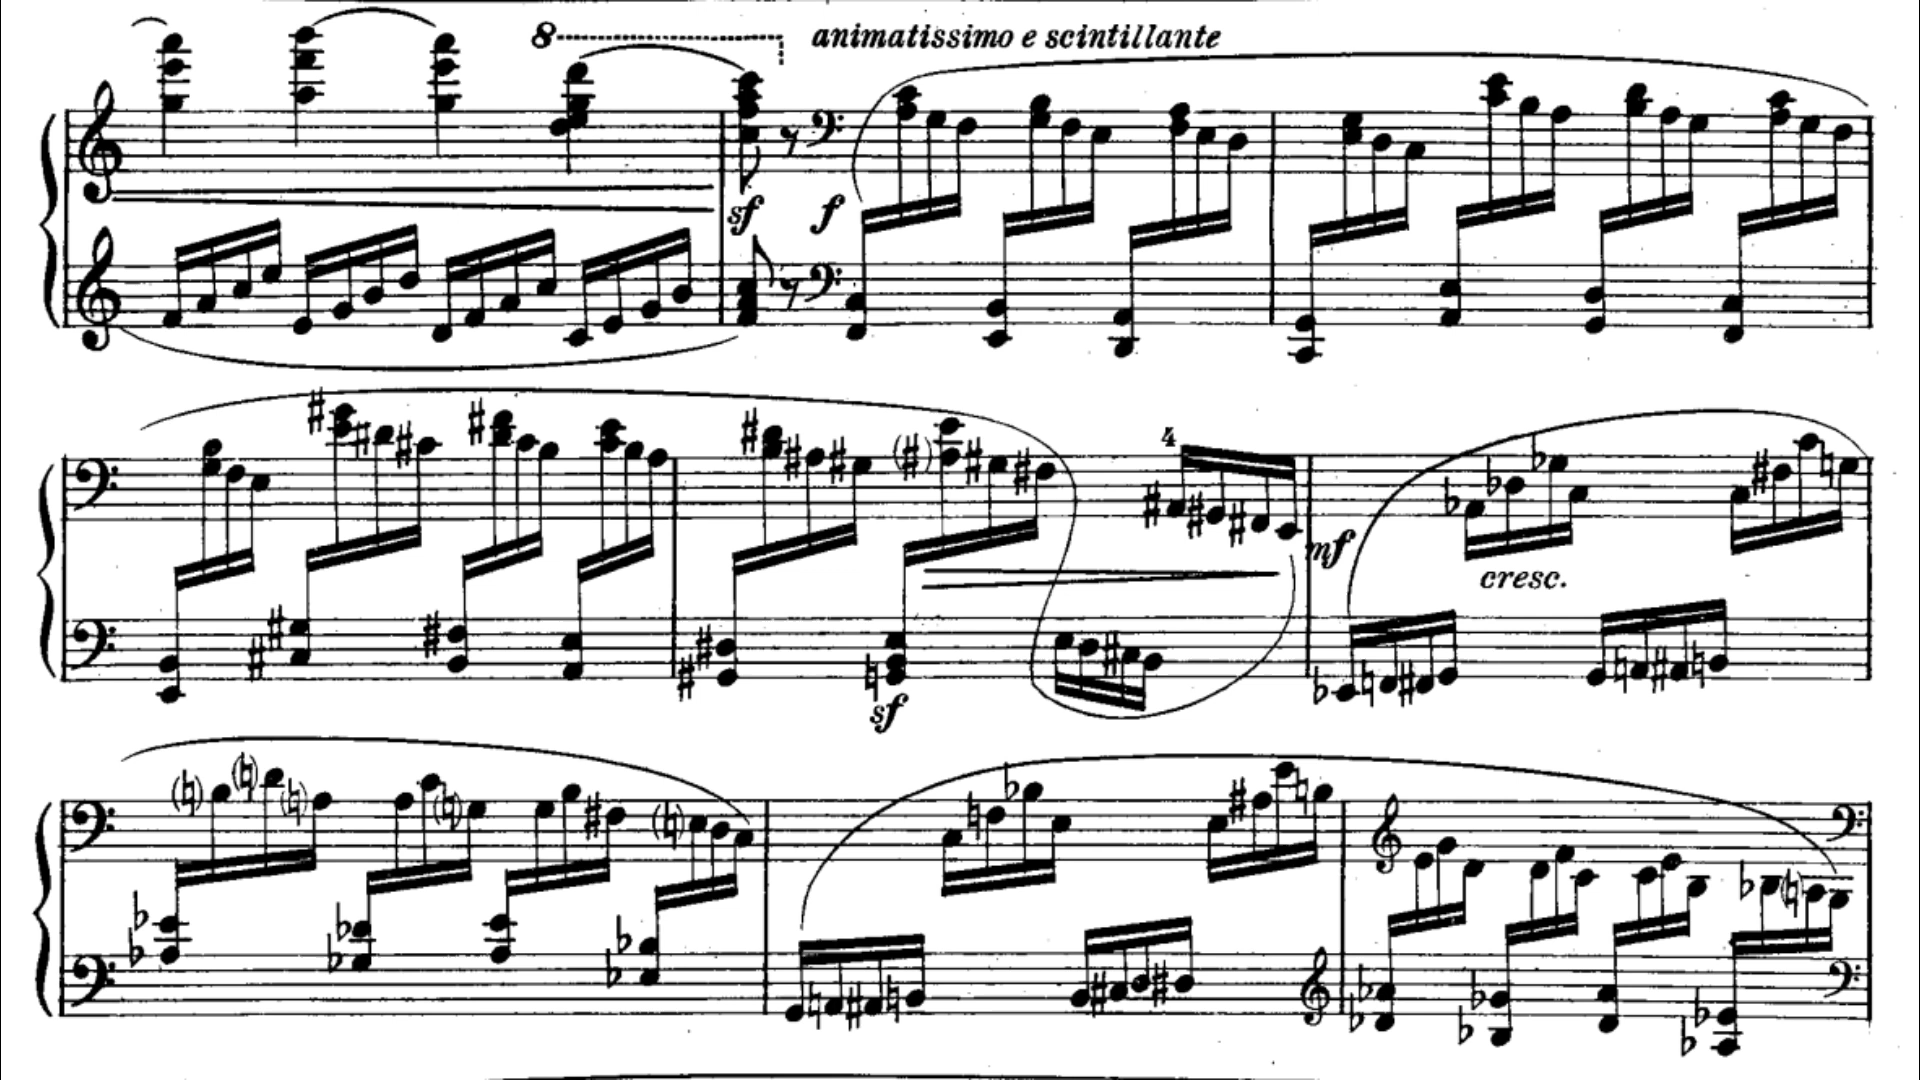 8 animatissimo e scintillante
sf f
4
mf
cresc.
sf